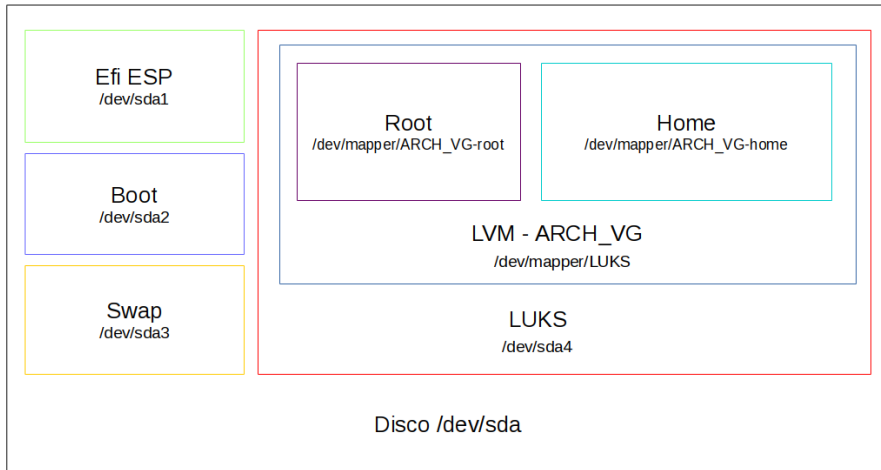 Efi ESP
/dev/sda1
Boot
/dev/sda2
Swap
/dev/sda3
Root
/dev/mapper/ARCH_VG-root
Home
/dev/mapper/ARCH_VG-home
LVM - ARCH_VG
/dev/mapper/LUKS
LUKS
/dev/sda4
Disco /dev/sda